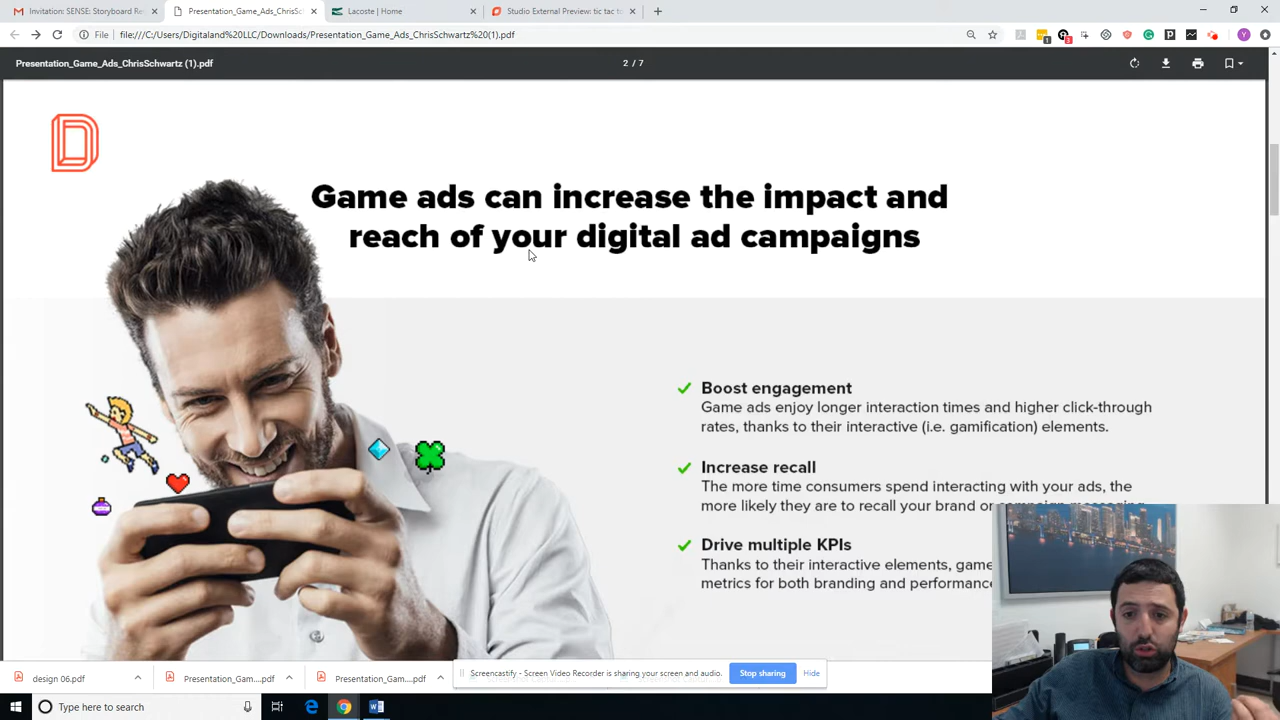 Invitation: SENSE: Storyboard Re
Presentation_Game_Ads_ChrisSch
Lacoste | Home
Studio External Preview: tic tac to
File | file:///C:/Users/Digitaland%20LLC/Downloads/Presentation_Game_Ads_ChrisSchwartz%20(1).pdf
Presentation_Game_Ads_ChrisSchwartz (1).pdf
2 / 7
D
Game ads can increase the impact and
reach of your digital ad campaigns
Boost engagement
Game ads enjoy longer interaction times and higher click-through
rates, thanks to their interactive (i.e. gamification) elements.
Increase recall
The more time consumers spend interacting with your ads, the
more likely they are to recall your brand or campaign messaging
Drive multiple KPIs
Thanks to their interactive elements, game
metrics for both branding and performance
Presentation_Gam....pdf
Presentation_Gam....pdf
Screencastify - Screen Video Recorder is sharing your screen and audio.
Stop sharing
Hide
Type here to search